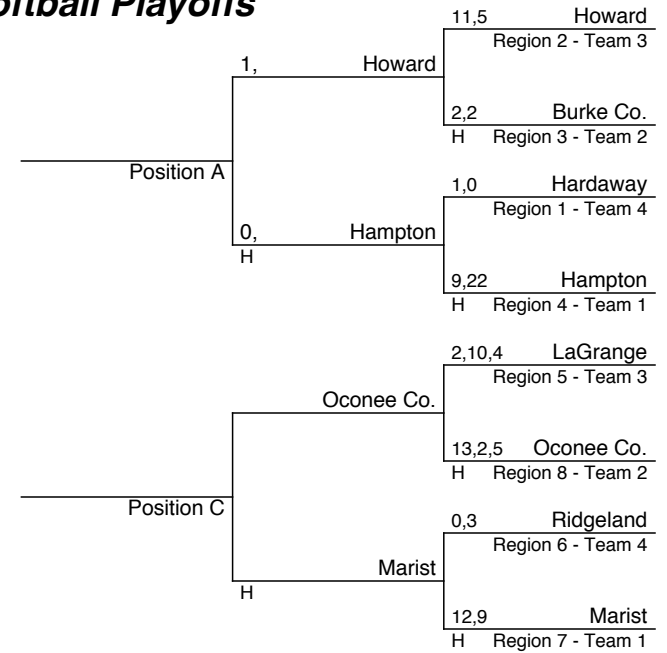 oftball Playoffs
11,5 Howard
Region 2 - Team 3
1, Howard
2,2 Burke Co.
H Region 3 - Team 2
Position A
1,0 Hardaway
Region 1 - Team 4
0, Hampton
H
9,22 Hampton
H Region 4 - Team 1
2,10,4 LaGrange
Region 5 - Team 3
Oconee Co.
13,2,5 Oconee Co.
H Region 8 - Team 2
Position C
0,3 Ridgeland
Region 6 - Team 4
Marist
H
12,9 Marist
H Region 7 - Team 1